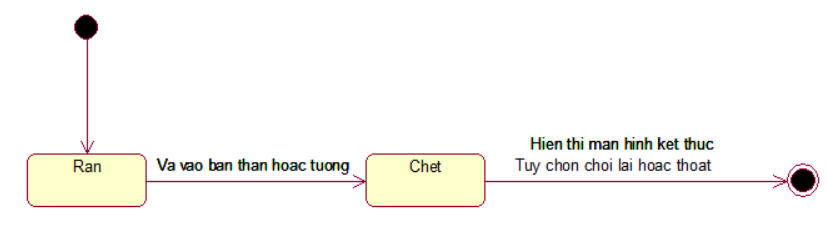 Ran
Va vao ban than hoac tuong
Chet
Hien thi man hinh ket thuc
Tuy chon choi lai hoac thoat